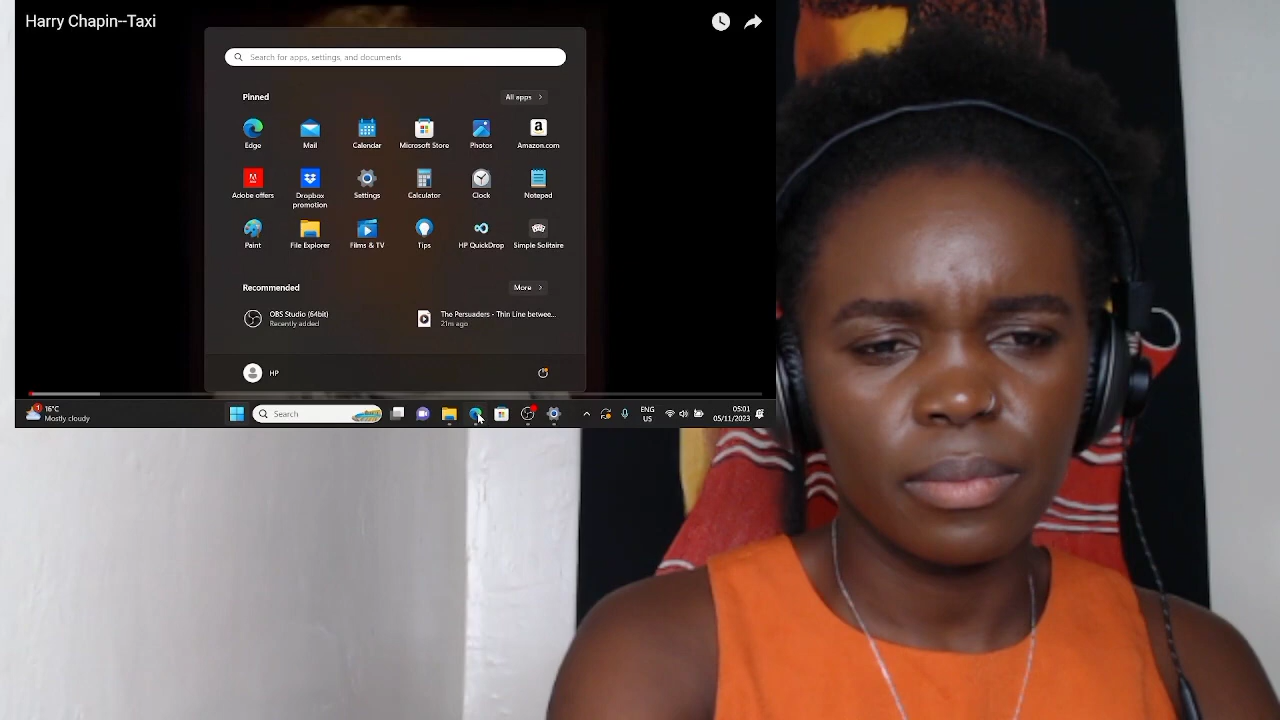 Harry Chapin--Taxi
Search for apps, settings, and documents
Pinned
All apps
Edge
Mail
Calendar
Microsoft Store
Photos
Amazon.com
Adobe offers
Dropbox
promotion
Settings
Calculator
Clock
Notepad
Paint
File Explorer
Films & TV
Tips
HP QuickDrop
Simple Solitaire
Recommended
More
OBS Studio (64bit)
Recently added
The Persuaders - Thin Line betwee...
21m ago
HP
1
16°C
Mostly cloudy
Search
ENG
US
05:01
05/11/2023